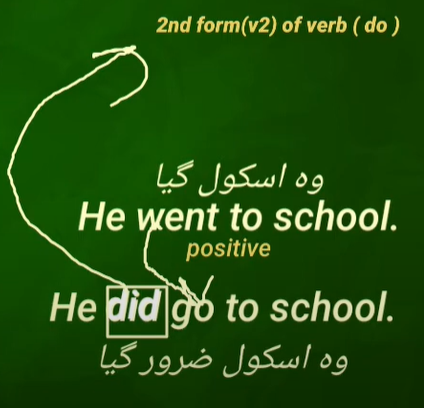 2nd form(v2) of verb ( do )
وہ اسکول گیا
He went to school.
positive
He did go to school.
وہ اسکول ضرور گیا